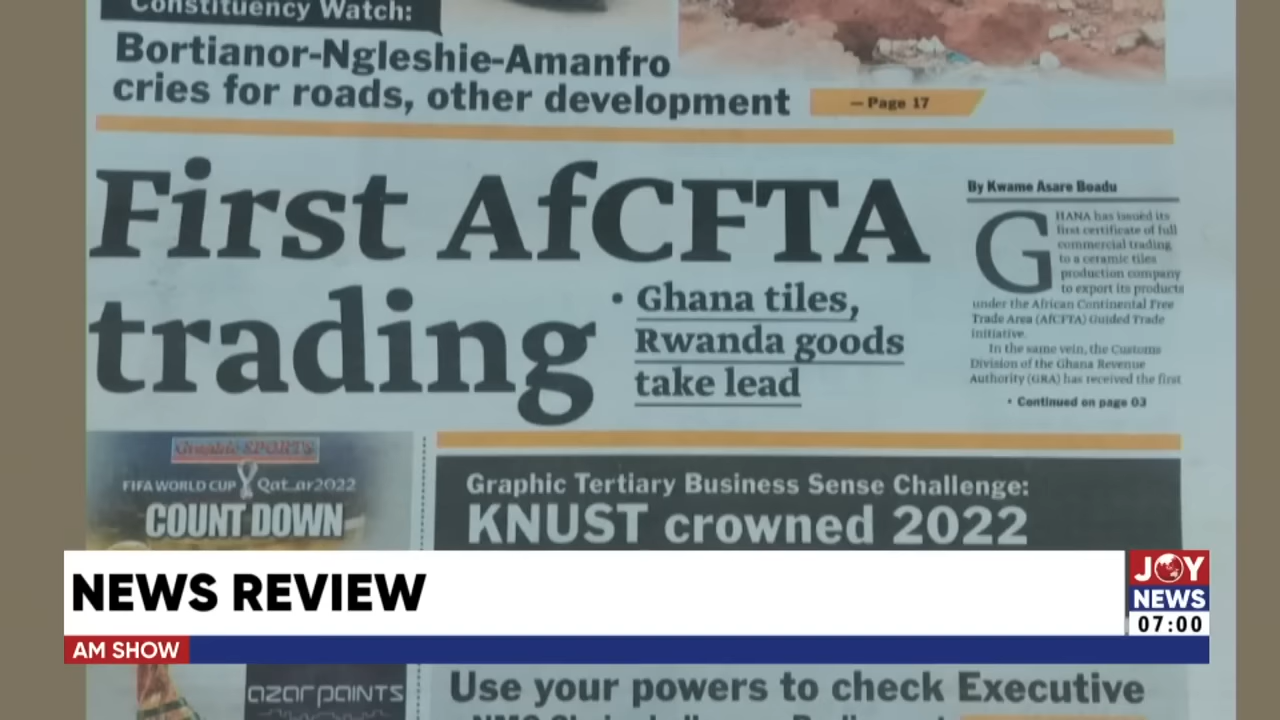 Constituency Watch:
Bortianor-Ngleshie-Amanfro
cries for roads, other development
— Page 17
First AfCFTA
trading
• Ghana tiles,
Rwanda goods
take lead
By Kwame Asare Boadu
GHANA has issued its
first certificate of full
commercial trading
to a ceramic tiles
production company
to export its products
under the African Continental Free
Trade Area (AfCFTA) Guided Trade
Initiative.
In the same vein, the Customs
Division of the Ghana Revenue
Authority (GRA) has received the first
• Continued on page 03
Graphic SPORTS
FIFA WORLD CUP Qatar2022
COUNT DOWN
Graphic Tertiary Business Sense Challenge:
KNUST crowned 2022
NEWS REVIEW
JOY
NEWS
07:00
AM SHOW
azar paints
Use your powers to check Executive